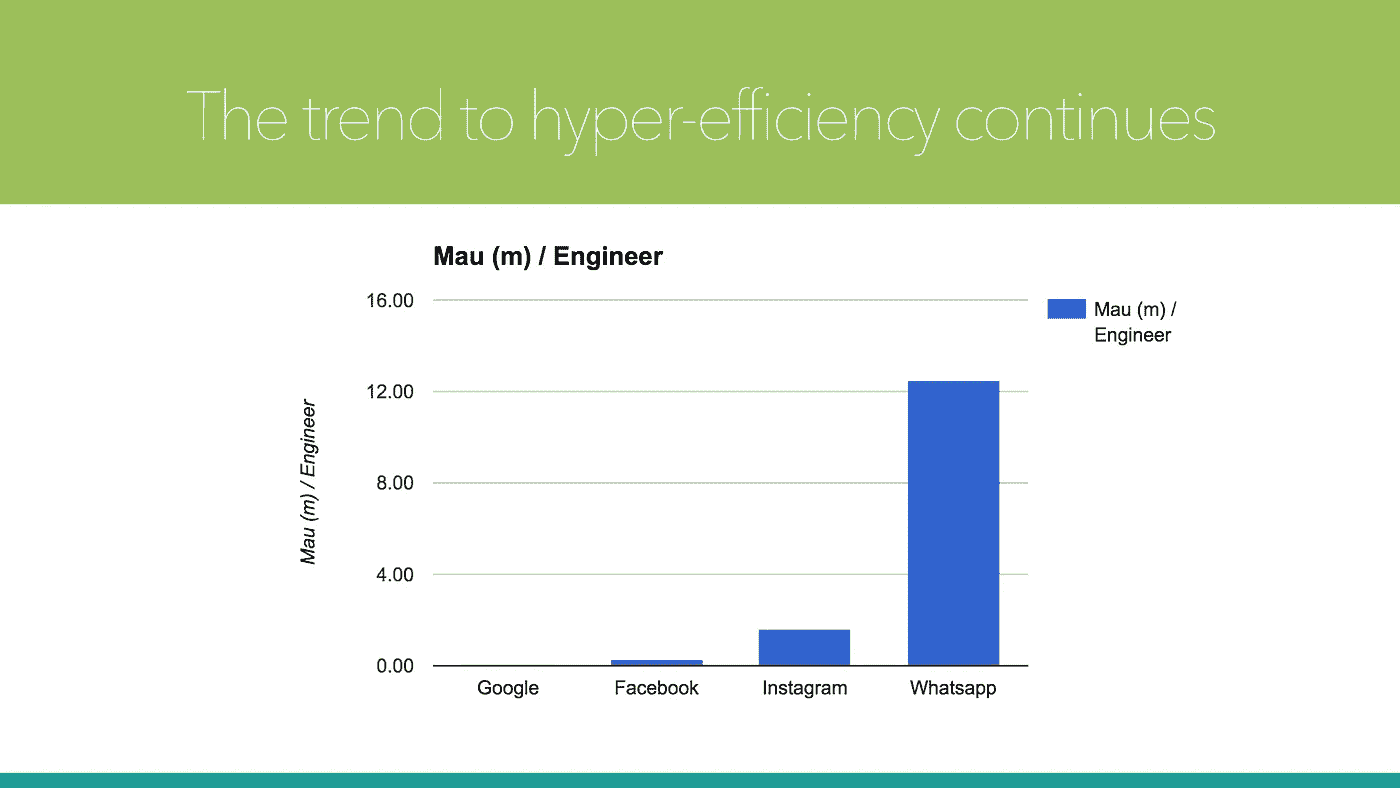 The trend to hyper-efficiency continues
Mau (m) / Engineer
16.00
12.00
8.00
4.00
0.00
Mau (m) / Engineer
Google
Facebook
Instagram
Whatsapp
Mau (m) /
Engineer